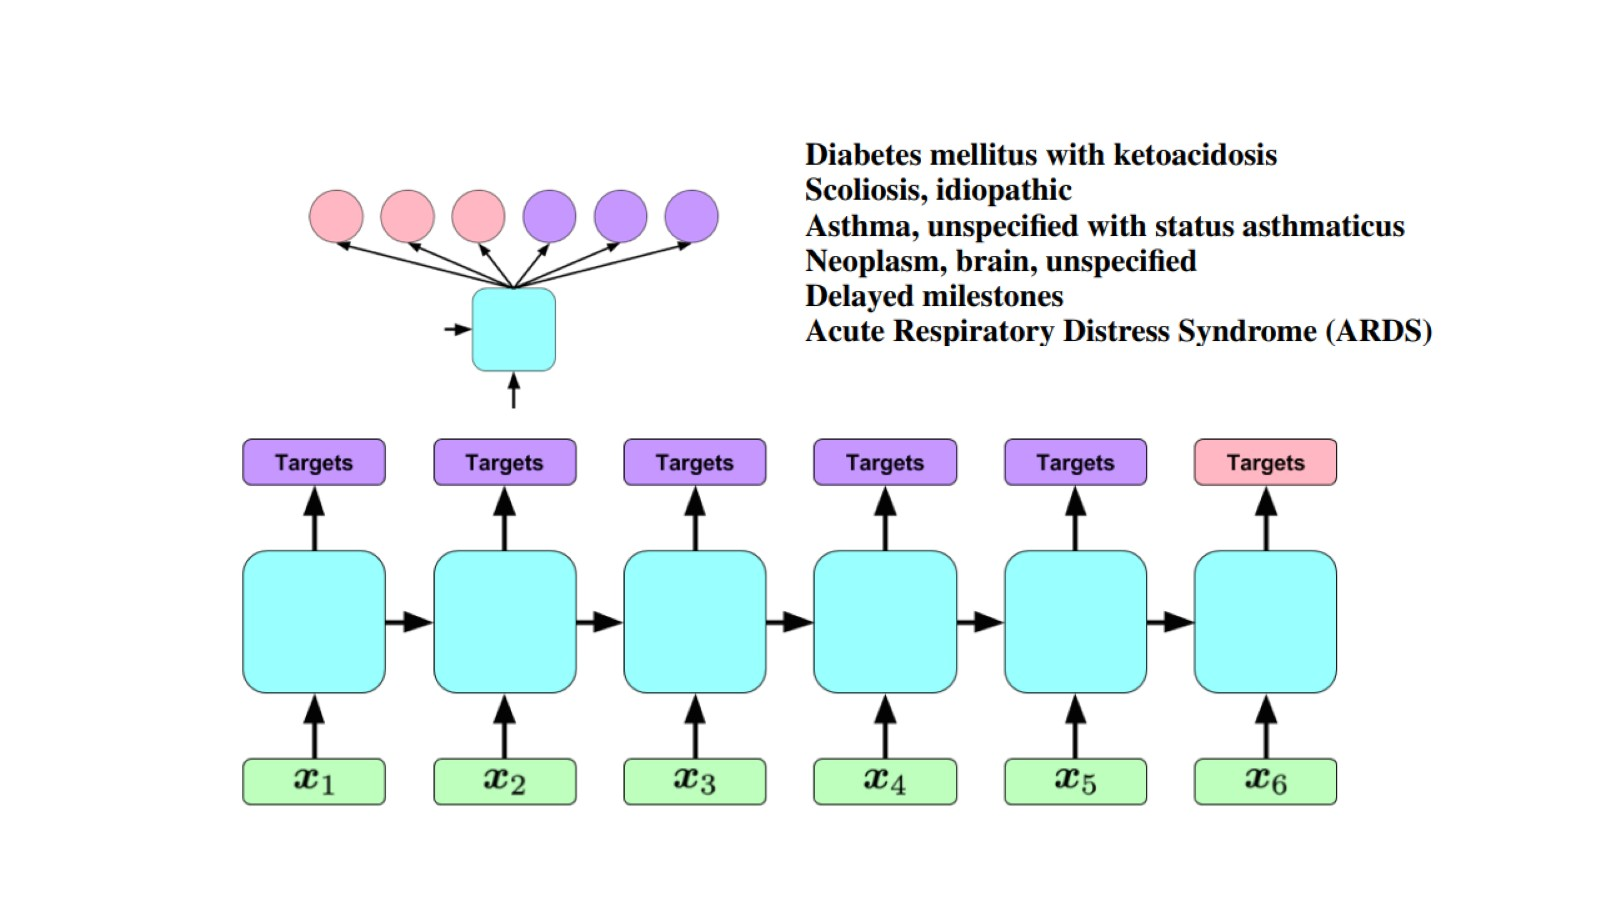 Diabetes mellitus with ketoacidosis
Scoliosis, idiopathic
Asthma, unspecified with status asthmaticus
Neoplasm, brain, unspecified
Delayed milestones
Acute Respiratory Distress Syndrome (ARDS)
Targets Targets Targets Targets Targets Targets
x1 x2 x3 x4 x5 x6